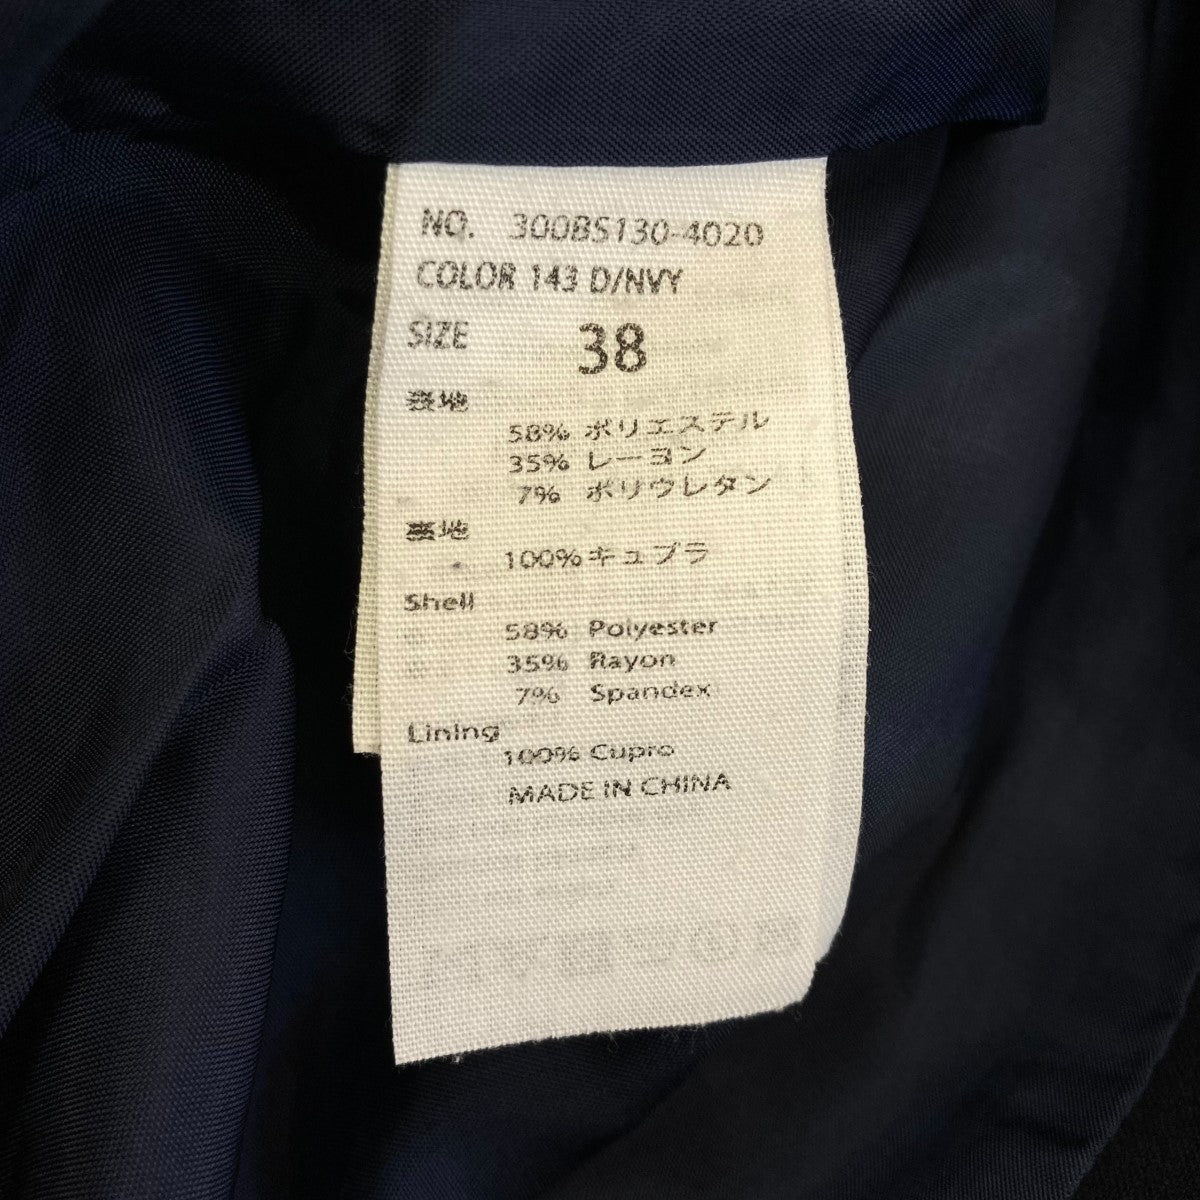 NO. 300BS130-4020
COLOR 143 D/NVY
SIZE 38
表地
58% ポリエステル
35% レーヨン
7% ポリウレタン
裏地
100% キュプラ
Shell
58% Polyester
35% Rayon
7% Spandex
Lining
100% Cupro
MADE IN CHINA